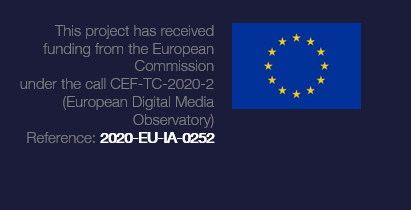 This project has received
funding from the European
Commission
under the call CEF-TC-2020-2
(European Digital Media
Observatory)
Reference: 2020-EU-IA-0252